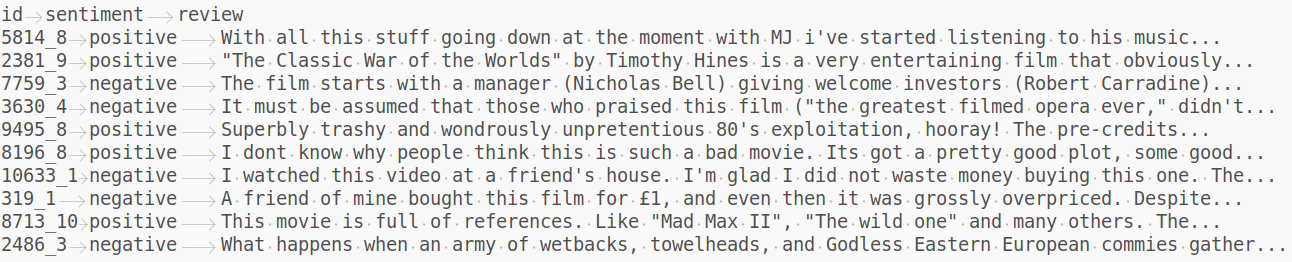 id sentiment review
5814_8 positive With all this stuff going down at the moment with MJ i've started listening to his music...
2381_9 positive "The Classic War of the Worlds" by Timothy Hines is a very entertaining film that obviously...
7759_3 negative The film starts with a manager (Nicholas Bell) giving welcome investors (Robert Carradine)...
3630_4 negative It must be assumed that those who praised this film ("the greatest filmed opera ever," didn't...
9495_8 positive Superbly trashy and wondrously unpretentious 80's exploitation, hooray! The pre-credits...
8196_8 positive I dont know why people think this is such a bad movie. Its got a pretty good plot, some good...
10633_1 negative I watched this video at a friend's house. I'm glad I did not waste money buying this one. The...
319_1 negative A friend of mine bought this film for £1, and even then it was grossly overpriced. Despite...
8713_10 positive This movie is full of references. Like "Mad Max II", "The wild one" and many others. The...
2486_3 negative What happens when an army of wetbacks, towelheads, and Godless Eastern European commies gather...